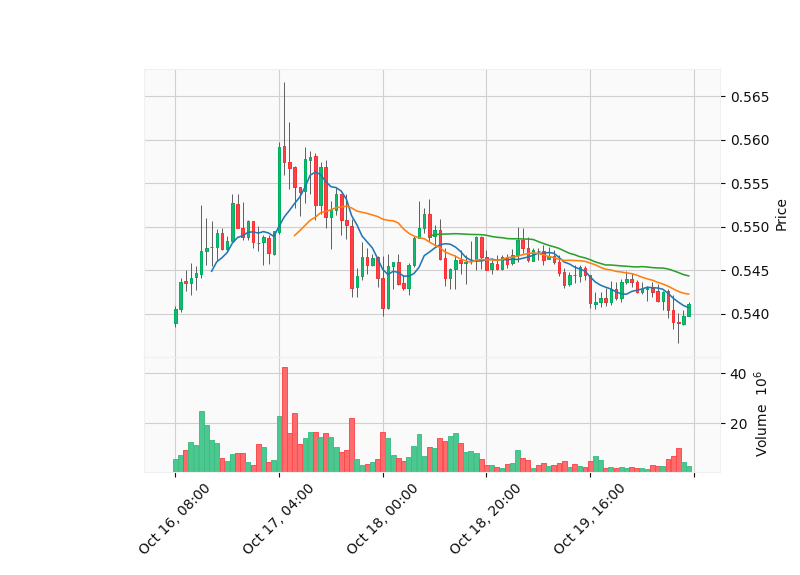 0.565
0.560
0.555
0.550
0.545
0.540
Price
40
20
Volume 10^6
Oct 16, 08:00
Oct 17, 04:00
Oct 18, 00:00
Oct 18, 20:00
Oct 19, 16:00